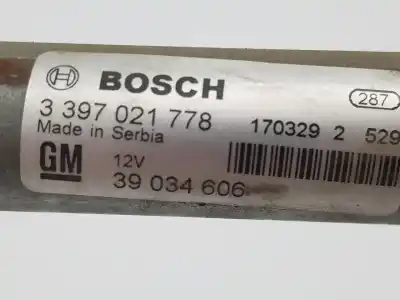 BOSCH
287
3 397 021 778
170329 2 529
Made in Serbia
GM
12V
39 034 606